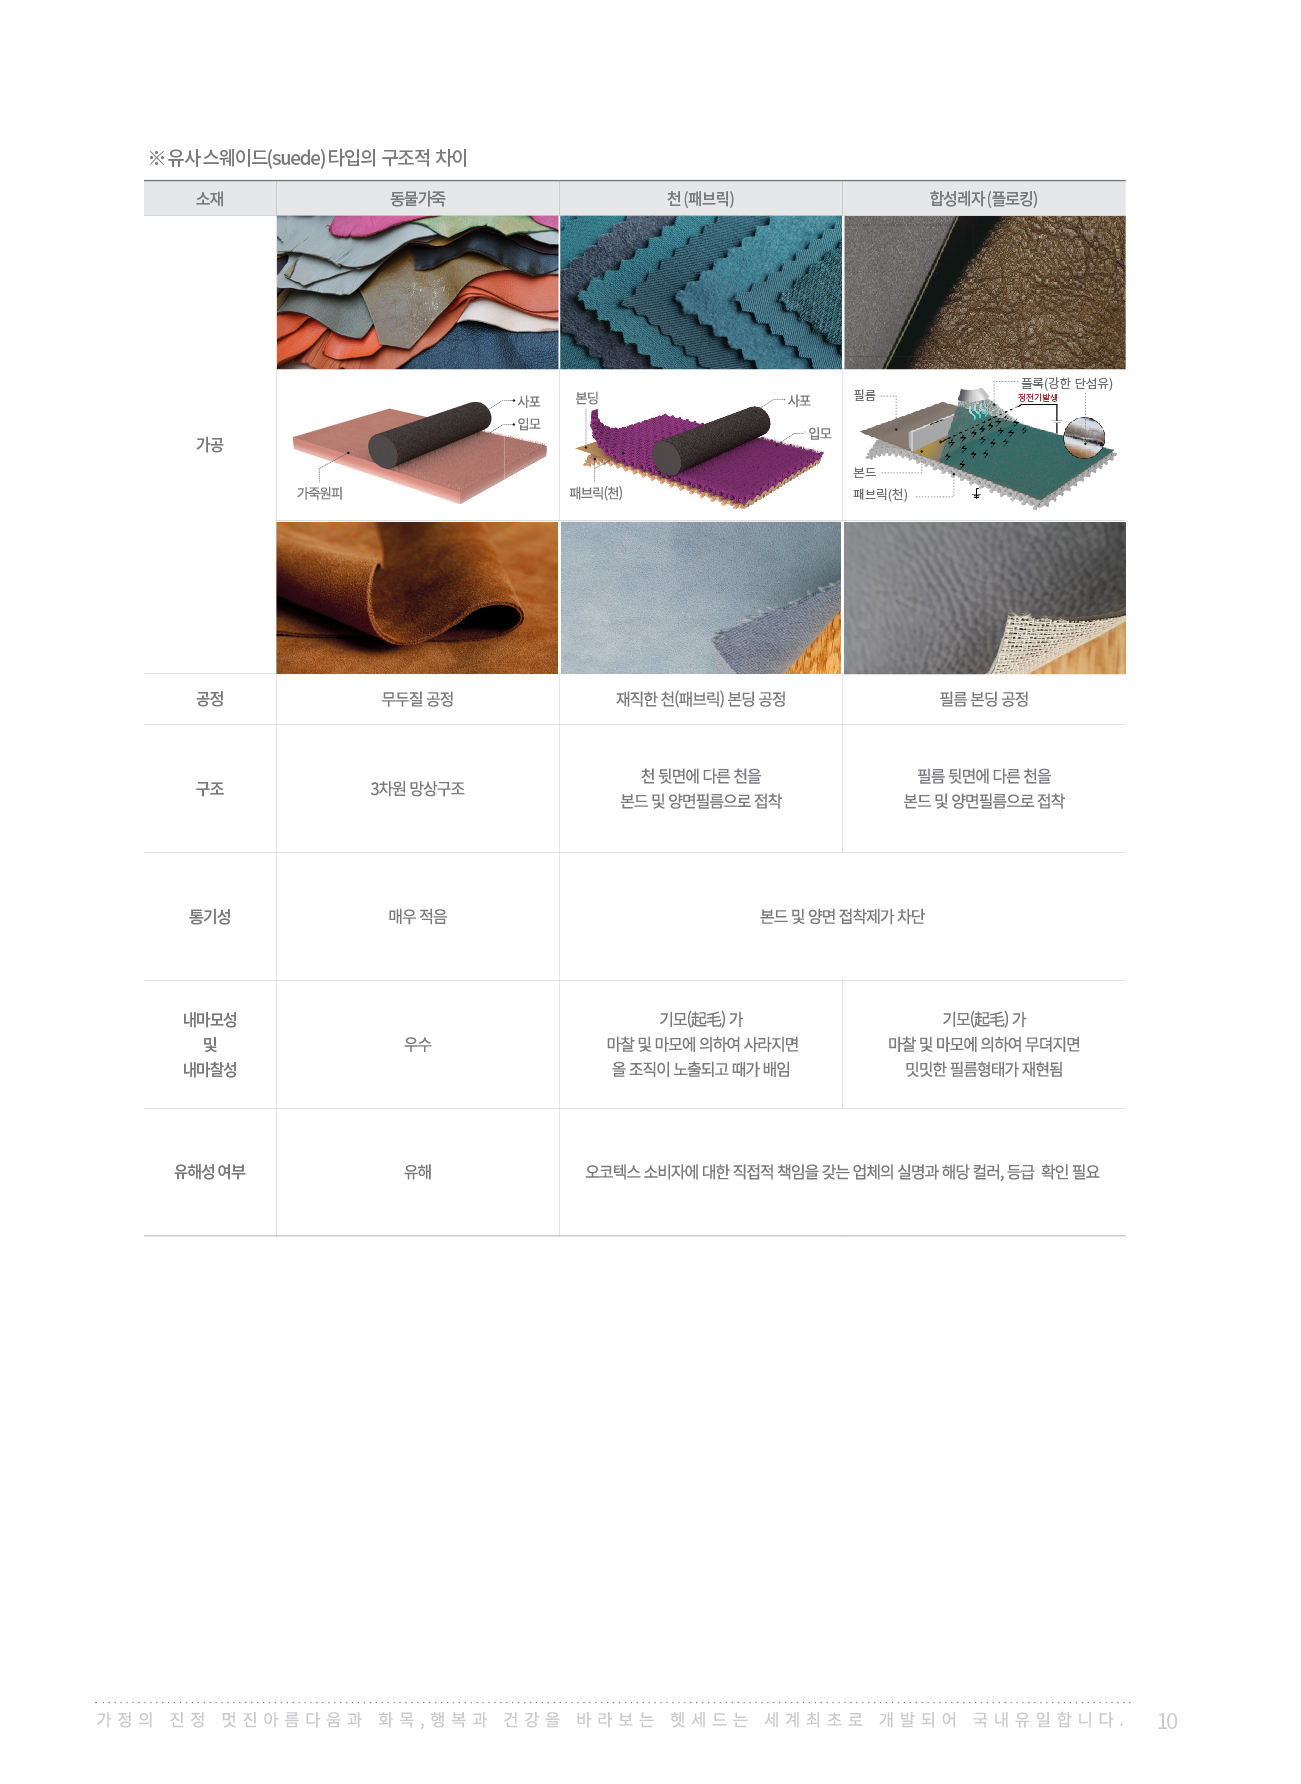 ※ 유사 스웨이드(suede) 타입의 구조적 차이
소재 동물가죽 천 (패브릭) 합성레자 (플로킹)
가공
사포
입모
가죽원피
본딩
사포
입모
패브릭(천)
플록(강한 단섬유)
정전기발생
필름
본드
패브릭(천)
공정 무두질 공정 재직한 천(패브릭) 본딩 공정 필름 본딩 공정
구조 3차원 망상구조
천 뒷면에 다른 천을
본드 및 양면필름으로 접착
필름 뒷면에 다른 천을
본드 및 양면필름으로 접착
통기성 매우 적음 본드 및 양면 접착제가 차단
내마모성
및
내마찰성
우수
기모(起毛) 가
마찰 및 마모에 의하여 사라지면
올 조직이 노출되고 때가 배임
기모(起毛) 가
마찰 및 마모에 의하여 무뎌지면
밋밋한 필름형태가 재현됨
유해성 여부 유해 오코텍스 소비자에 대한 직접적 책임을 갖는 업체의 실명과 해당 컬러, 등급 확인 필요
가정의 진정 멋진아름다움과 화목,행복과 건강을 바라보는 헷세드는 세계최초로 개발되어 국내유일합니다.
10